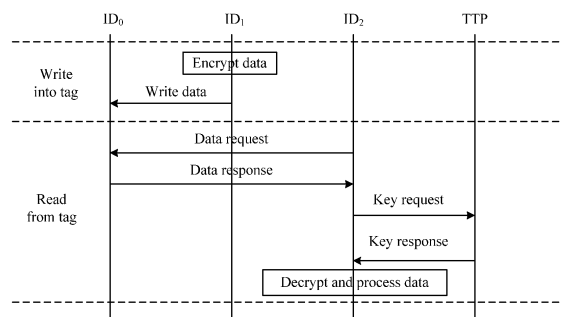 ID₀ ID₁ ID₂ TTP
Encrypt data
Write
into tag
Write data
Data request
Data response
Read
from tag
Key request
Key response
Decrypt and process data